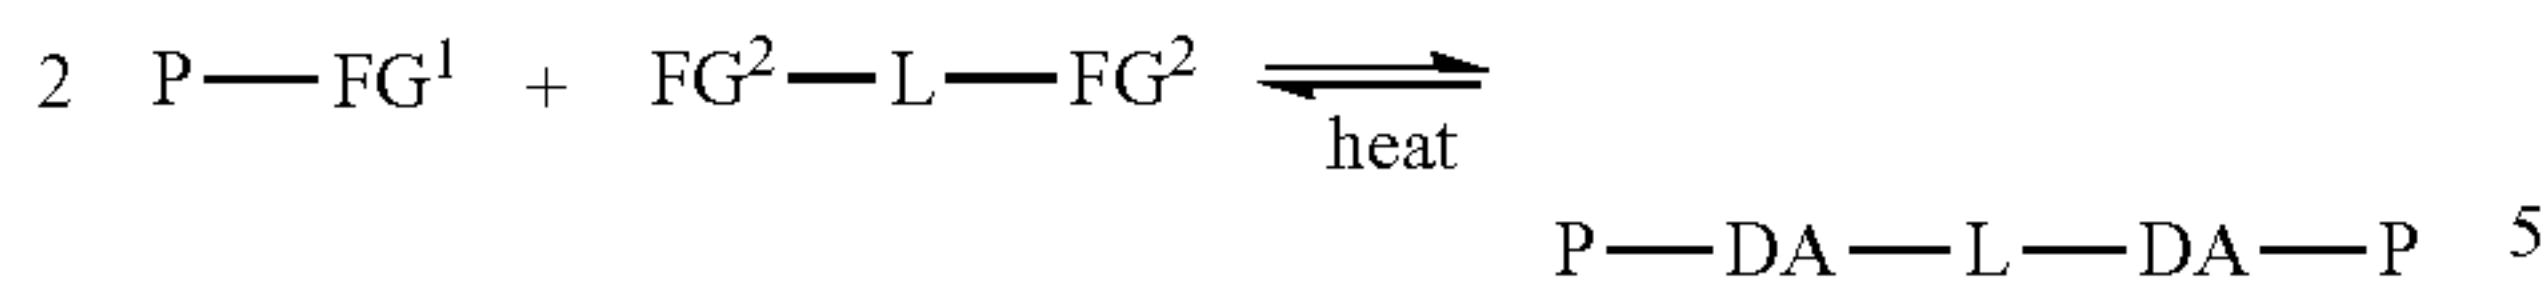 2 P—FG¹ + FG²—L—FG² ⇌
heat
P—DA—L—DA—P 5